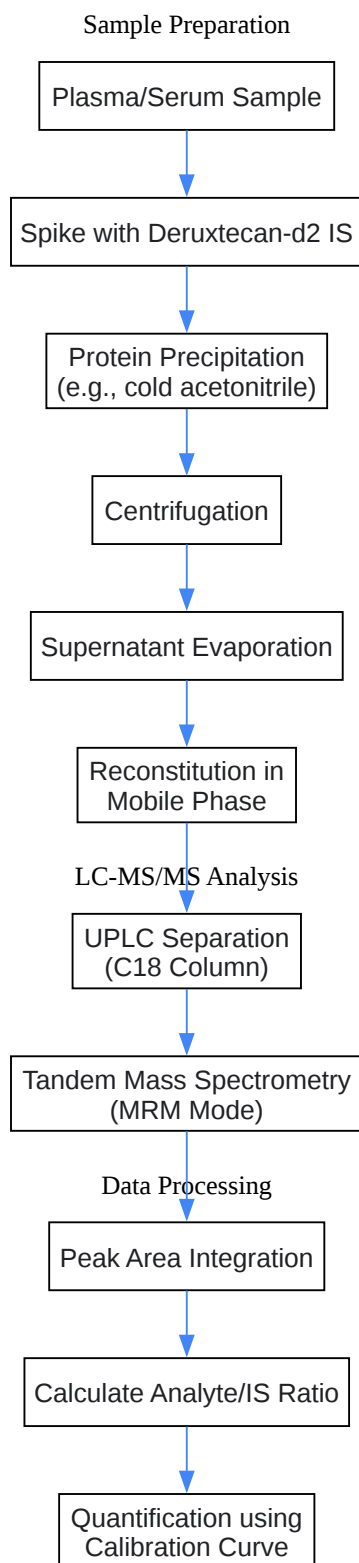 Sample Preparation
Plasma/Serum Sample
Spike with Deruxtecan-d2 IS
Protein Precipitation
(e.g., cold acetonitrile)
Centrifugation
Supernatant Evaporation
Reconstitution in
Mobile Phase
LC-MS/MS Analysis
UPLC Separation
(C18 Column)
Tandem Mass Spectrometry
(MRM Mode)
Data Processing
Peak Area Integration
Calculate Analyte/IS Ratio
Quantification using
Calibration Curve